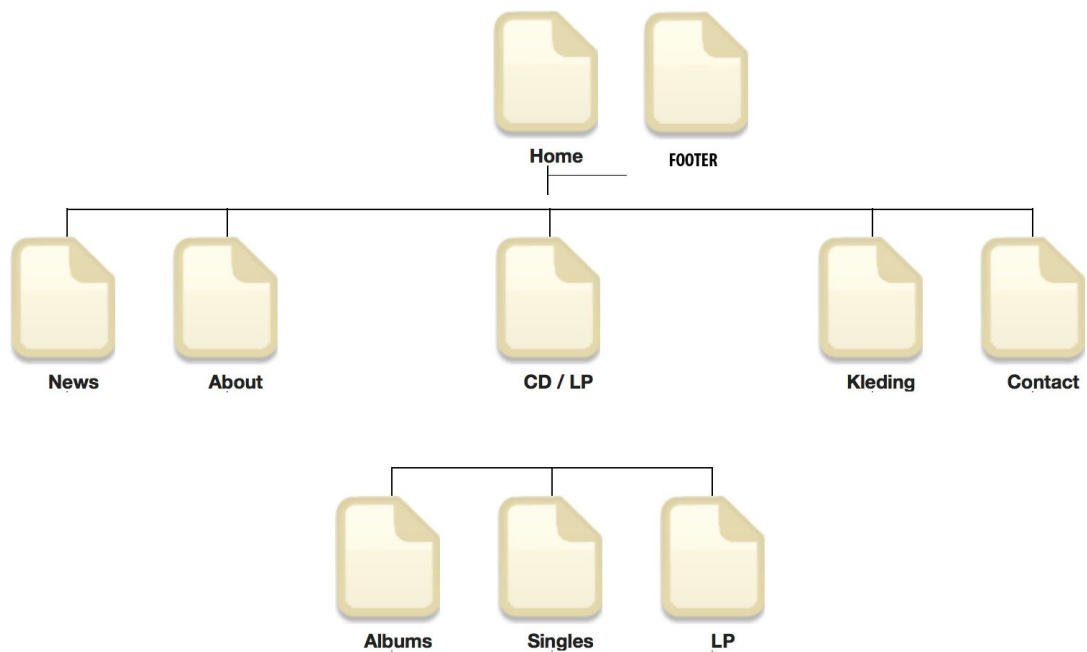 Home
FOOTER
News
About
CD / LP
Kleding
Contact
Albums
Singles
LP